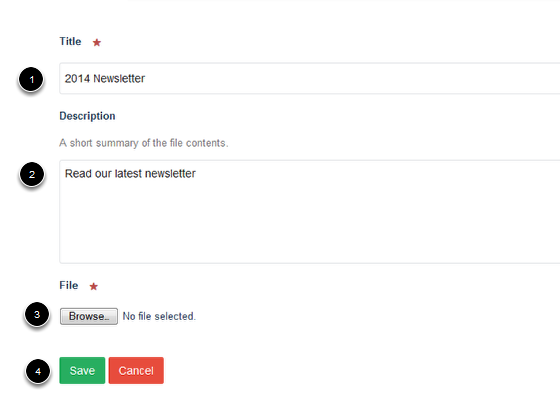 Title ★
1 2014 Newsletter
Description
A short summary of the file contents.
2 Read our latest newsletter
File ★
3 Browse.. No file selected.
4 Save Cancel